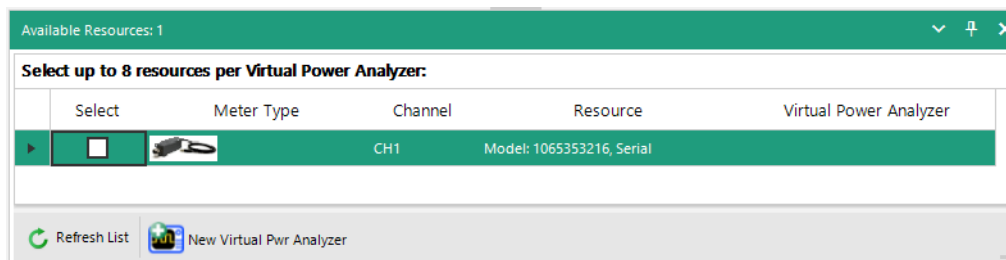 Available Resources: 1
Select up to 8 resources per Virtual Power Analyzer:
Select Meter Type Channel Resource Virtual Power Analyzer
CH1 Model: 1065353216, Serial
Refresh List New Virtual Pwr Analyzer